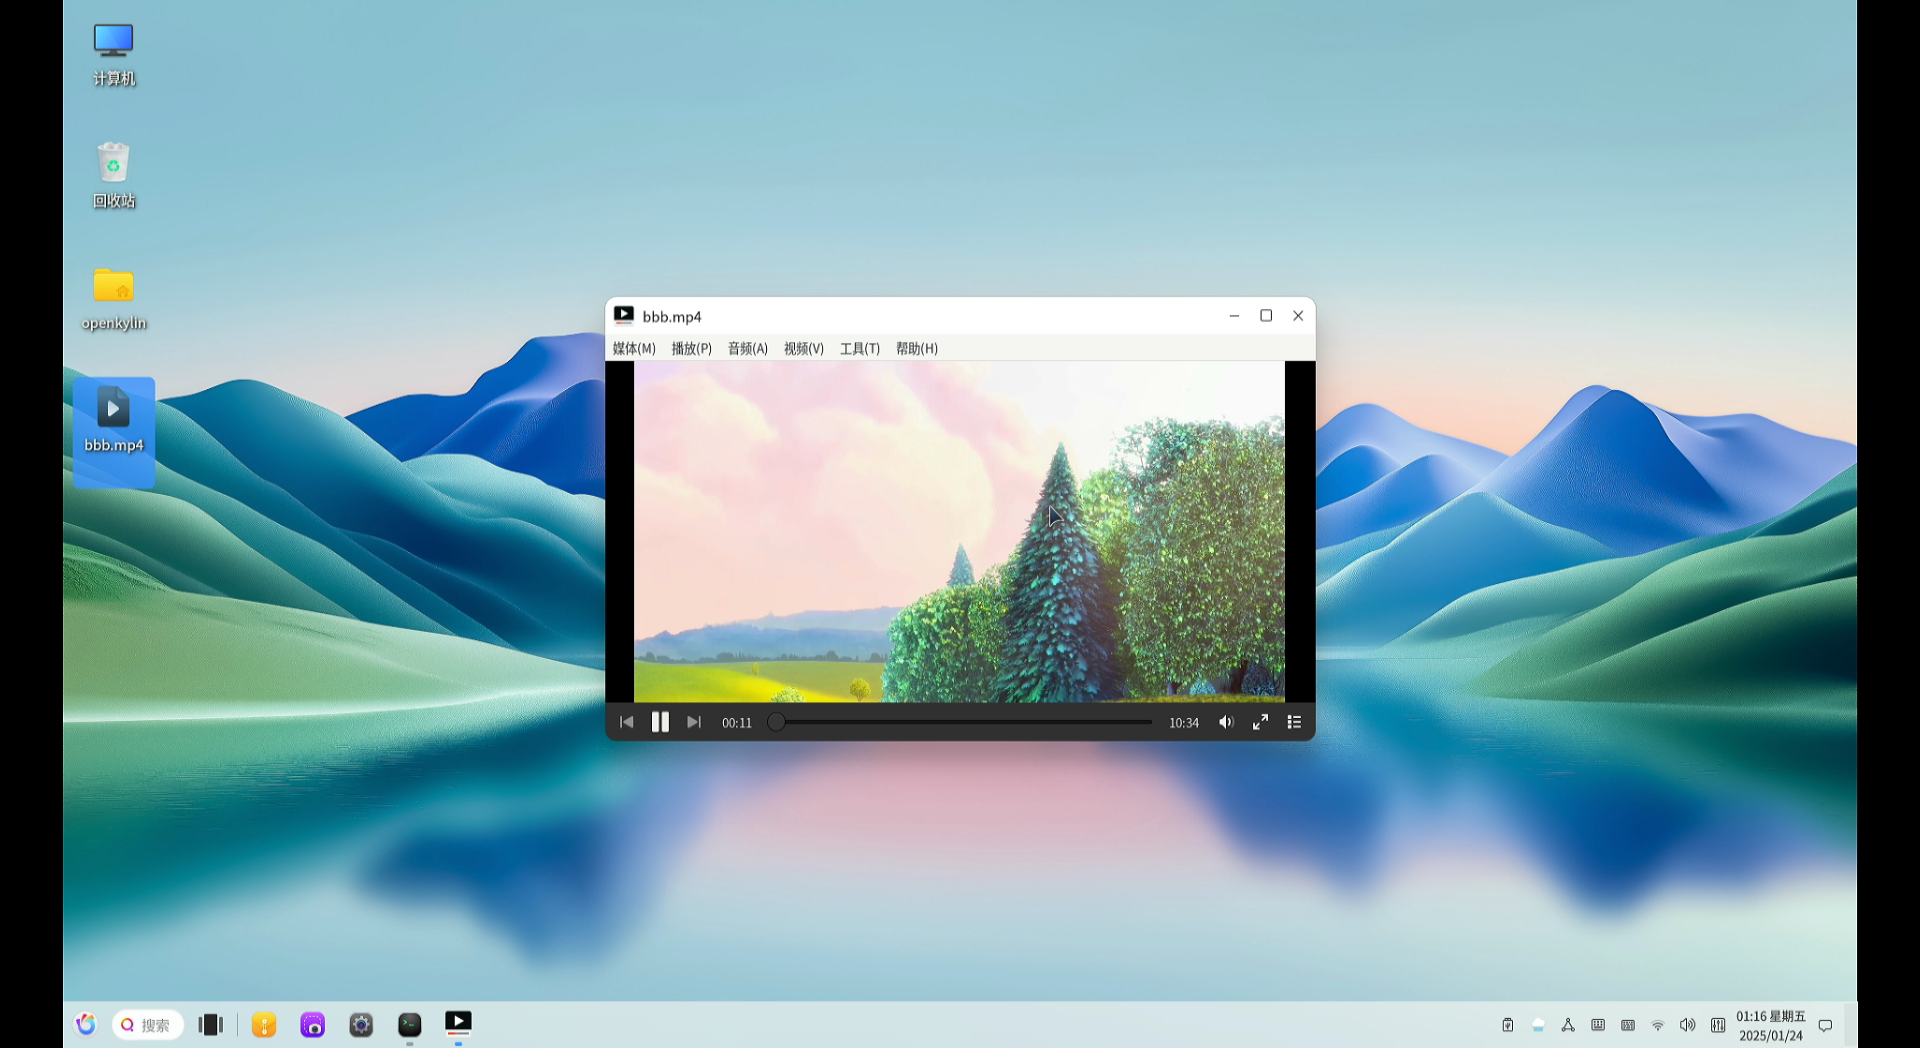 计算机
回收站
openkylin
bbb.mp4
bbb.mp4
媒体(M) 播放(P) 音频(A) 视频(V) 工具(T) 帮助(H)
00:11 10:34
搜索
01:16 星期五
2025/01/24